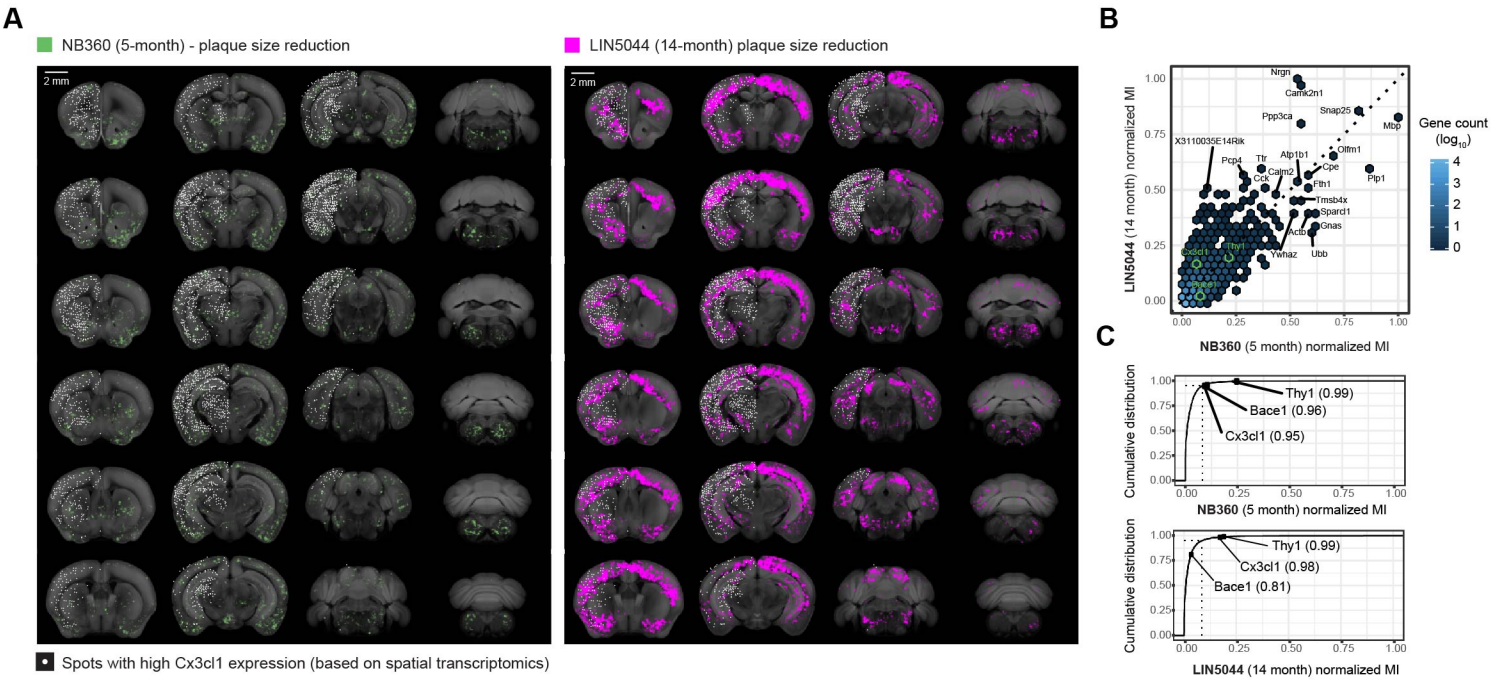 A
NB360 (5-month) - plaque size reduction
LIN5044 (14-month) plaque size reduction
2 mm
2 mm
Spots with high Cx3cl1 expression (based on spatial transcriptomics)
B
LIN5044 (14 month) normalized MI
1.00
0.75
0.50
0.25
0.00
Nrgn
Camk2n1
Snap25
Ppp3ca
Mbp
X3110035E14Rik
Olfm1
Pcp4
Ttr
Atp1b1
Calm2
Cpe
Plp1
Cck
Fth1
Tmsb4x
Sparcl1
Actb
Gnas
Ywhaz
Ubb
Cx3cl1
Thy1
Bace1
0.00
0.25
0.50
0.75
1.00
NB360 (5 month) normalized MI
Gene count
(log10)
4
3
2
1
0
C
Cumulative distribution
1.00
0.75
0.50
0.25
0.00
Thy1 (0.99)
Bace1 (0.96)
Cx3cl1 (0.95)
0.00
0.25
0.50
0.75
1.00
NB360 (5 month) normalized MI
Cumulative distribution
1.00
0.75
0.50
0.25
0.00
Thy1 (0.99)
Cx3cl1 (0.98)
Bace1 (0.81)
0.00
0.25
0.50
0.75
1.00
LIN5044 (14 month) normalized MI